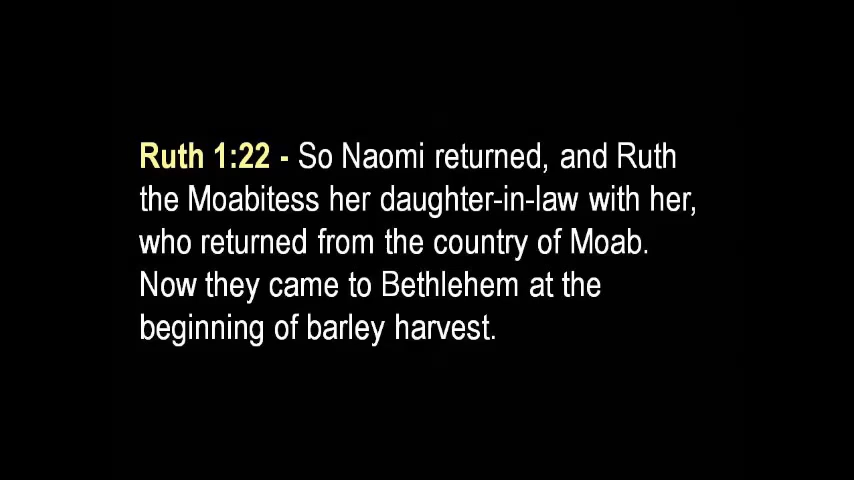 Ruth 1:22 - So Naomi returned, and Ruth
the Moabitess her daughter-in-law with her,
who returned from the country of Moab.
Now they came to Bethlehem at the
beginning of barley harvest.